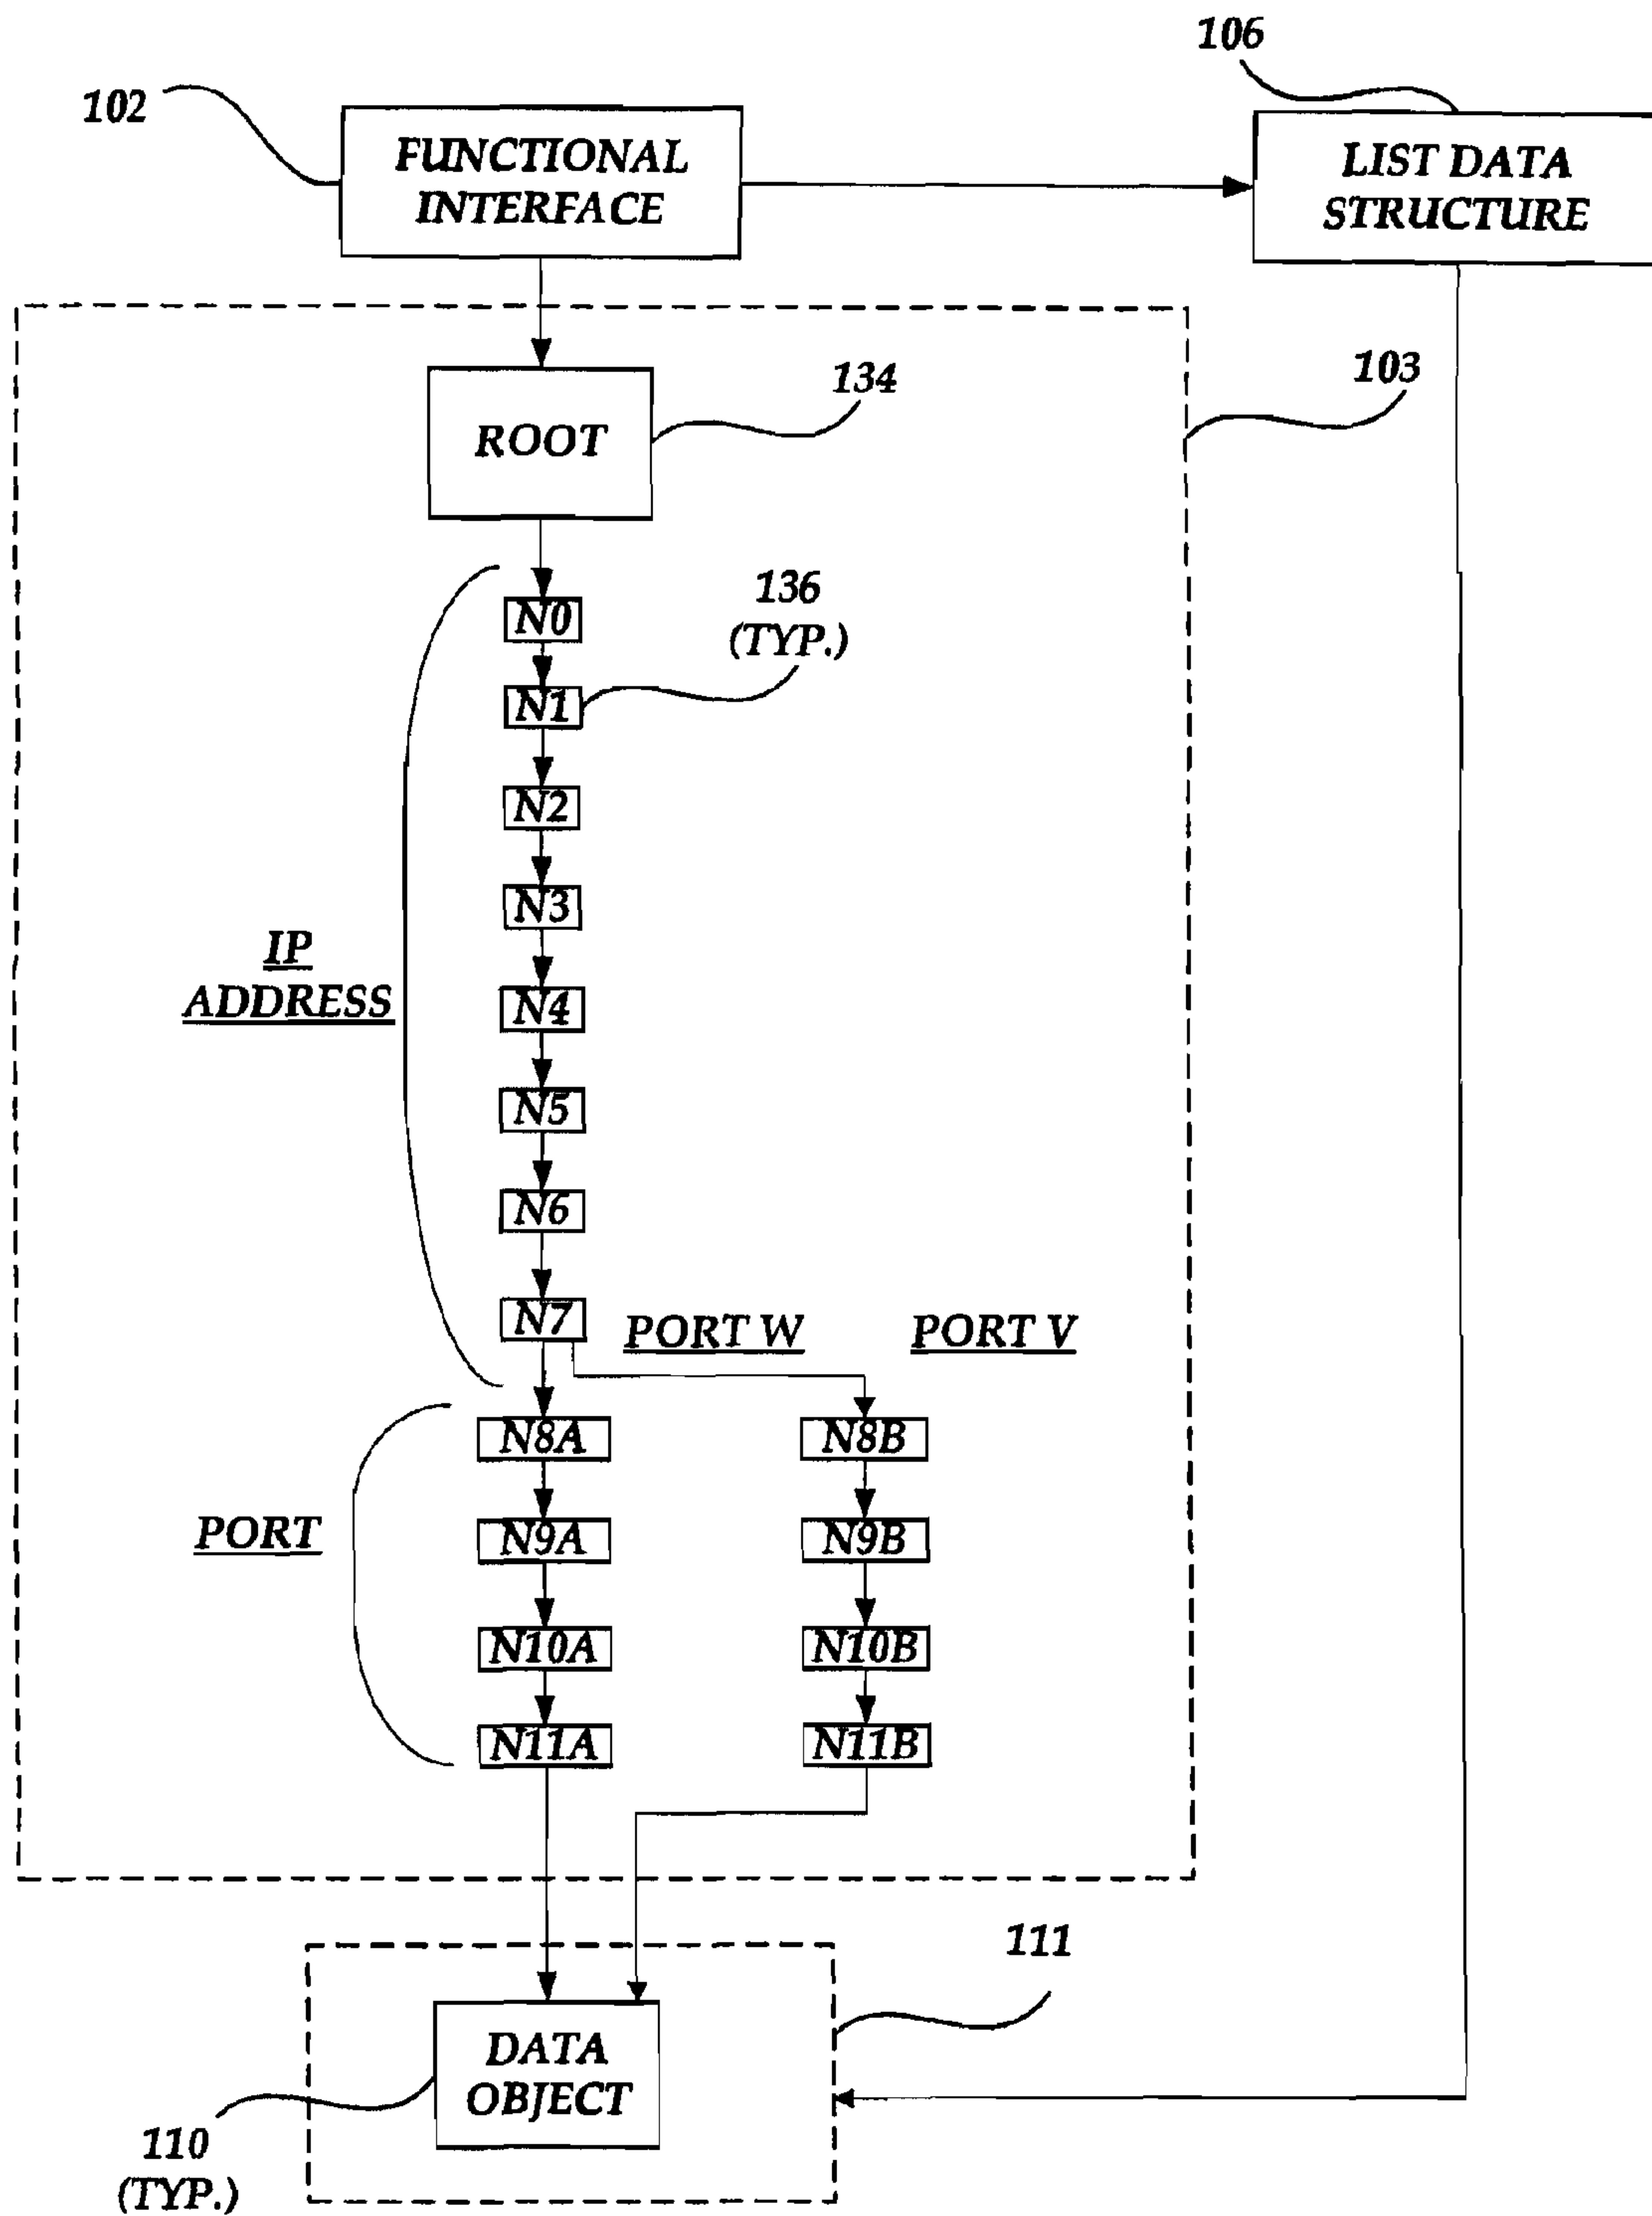 106
102
FUNCTIONAL
INTERFACE
LIST DATA
STRUCTURE
103
134
ROOT
136
(TYP.)
N0
N1
N2
N3
IP
ADDRESS
N4
N5
N6
N7
PORT W
PORT V
N8A
N8B
PORT
N9A
N9B
N10A
N10B
N11A
N11B
111
DATA
OBJECT
110
(TYP.)